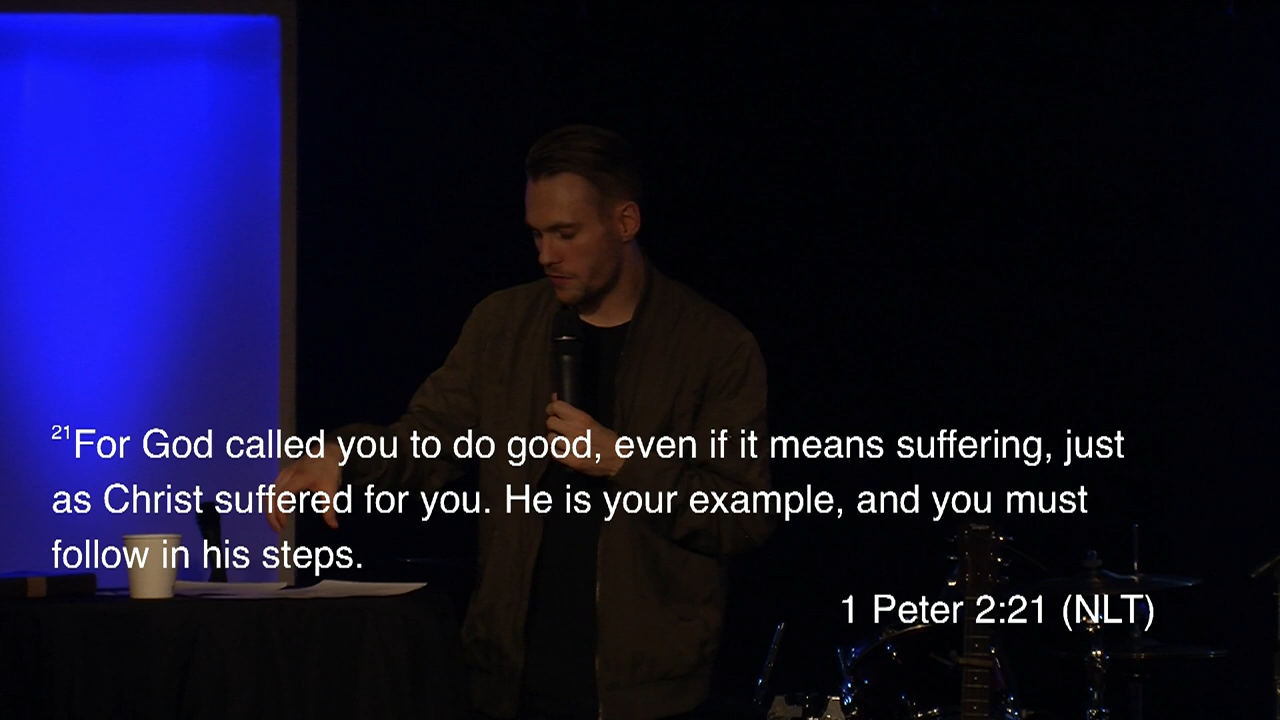 ²¹For God called you to do good, even if it means suffering, just
as Christ suffered for you. He is your example, and you must
follow in his steps.
1 Peter 2:21 (NLT)